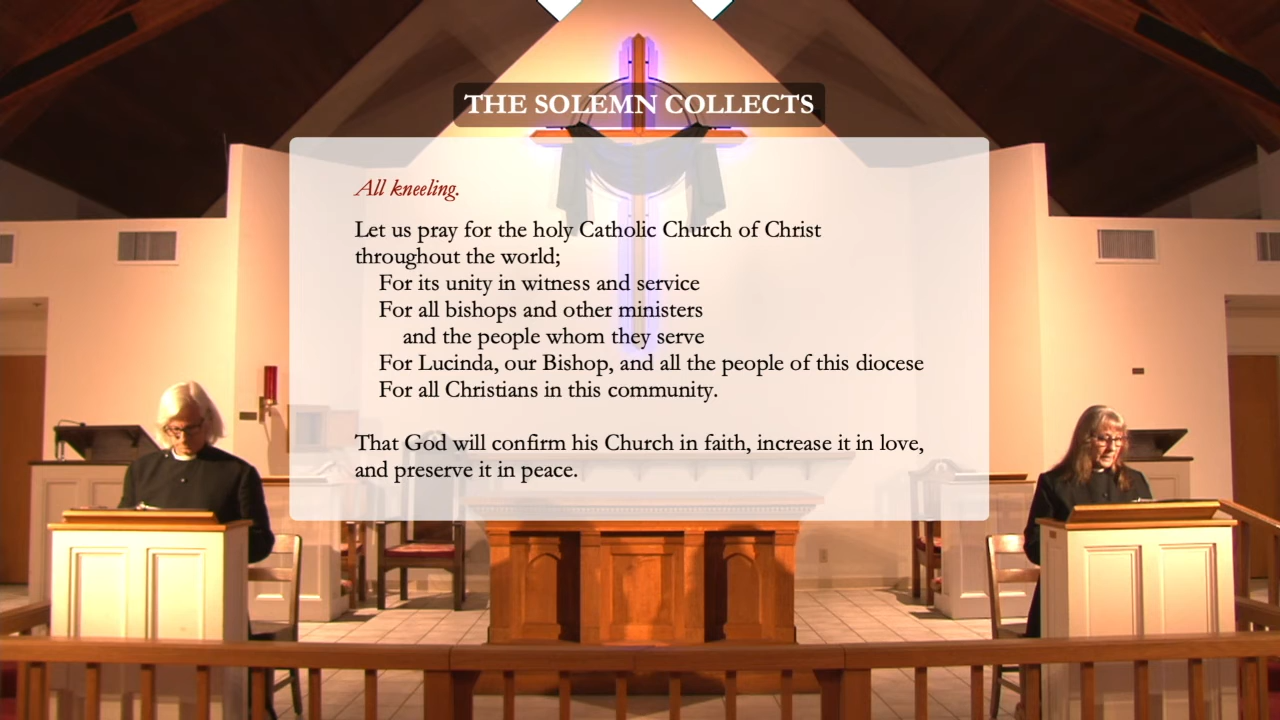 THE SOLEMN COLLECTS
All kneeling.
Let us pray for the holy Catholic Church of Christ
throughout the world;
For its unity in witness and service
For all bishops and other ministers
and the people whom they serve
For Lucinda, our Bishop, and all the people of this diocese
For all Christians in this community.
That God will confirm his Church in faith, increase it in love,
and preserve it in peace.